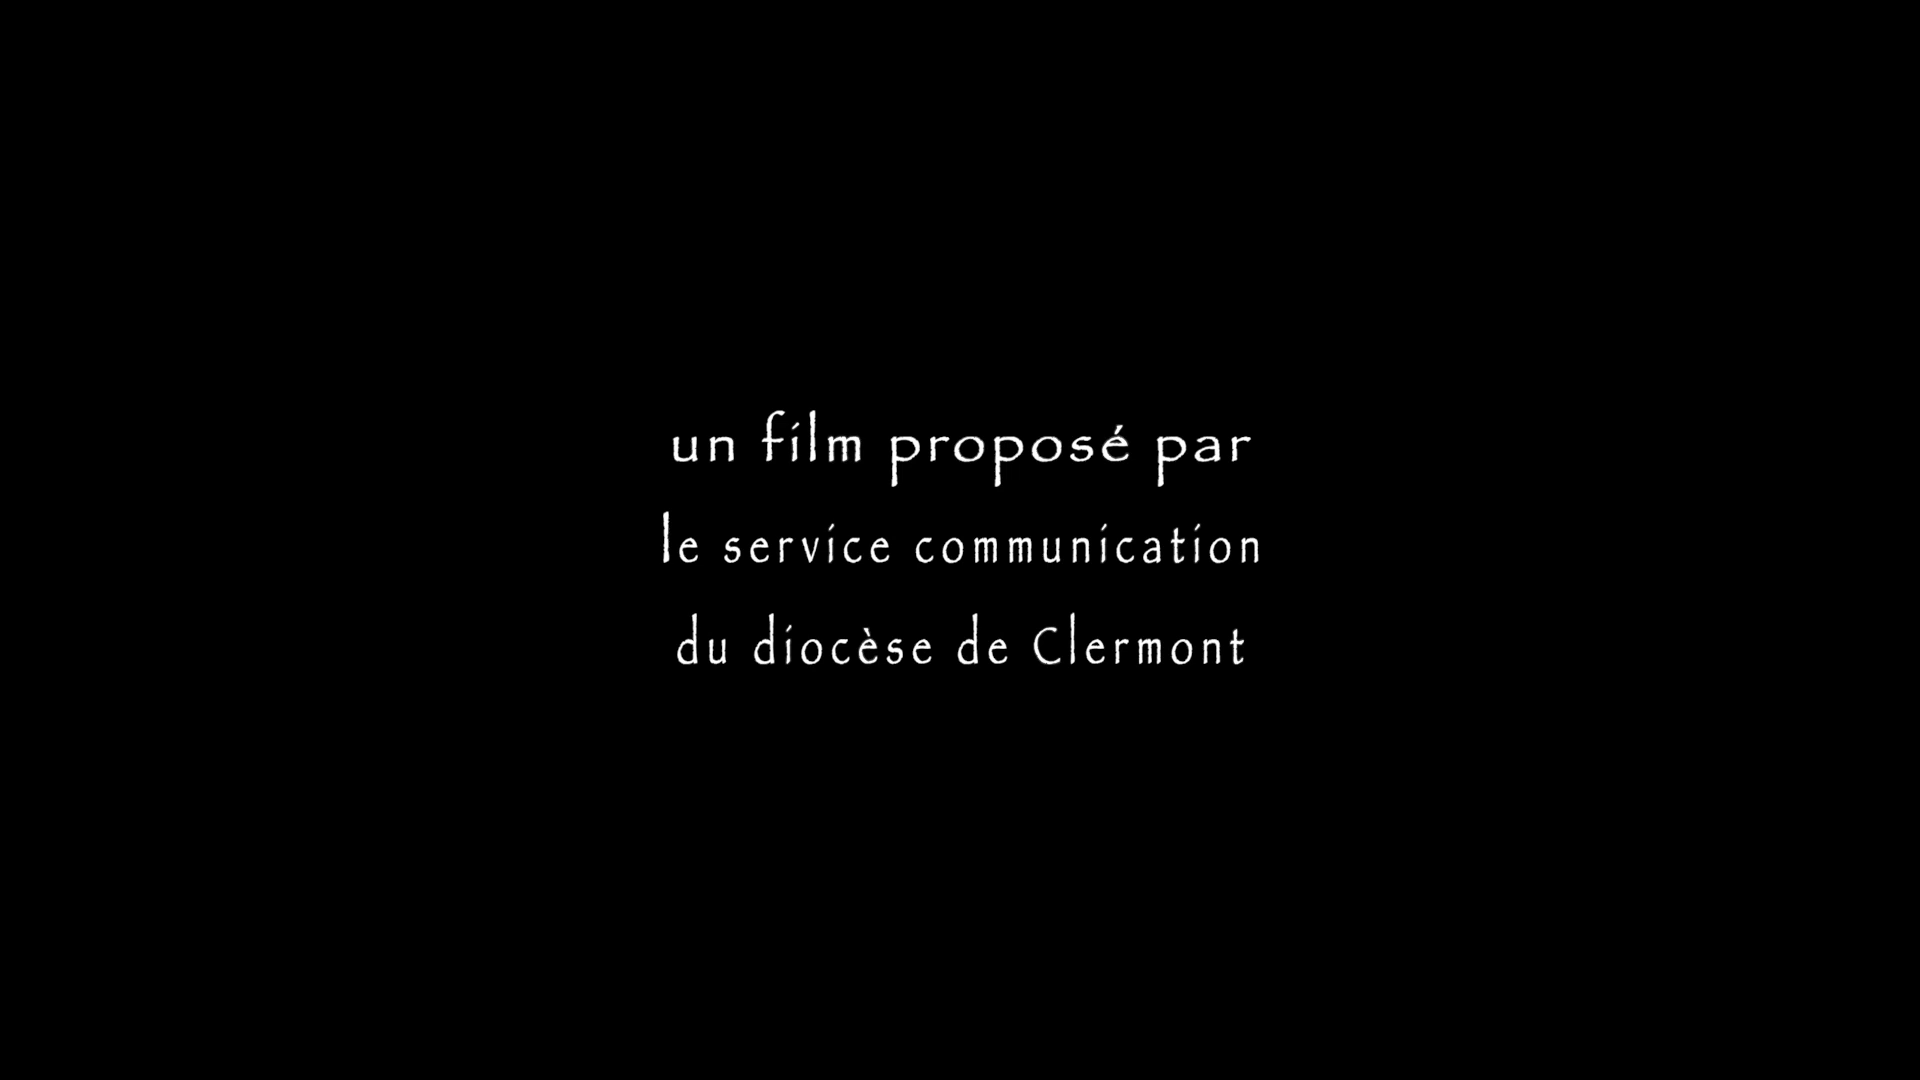 un film proposé par
le service communication
du diocèse de Clermont